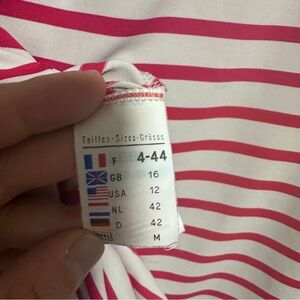 Tailles-Sizes-Grösse
F 4-44
GB 16
USA 12
NL 42
D 42
M